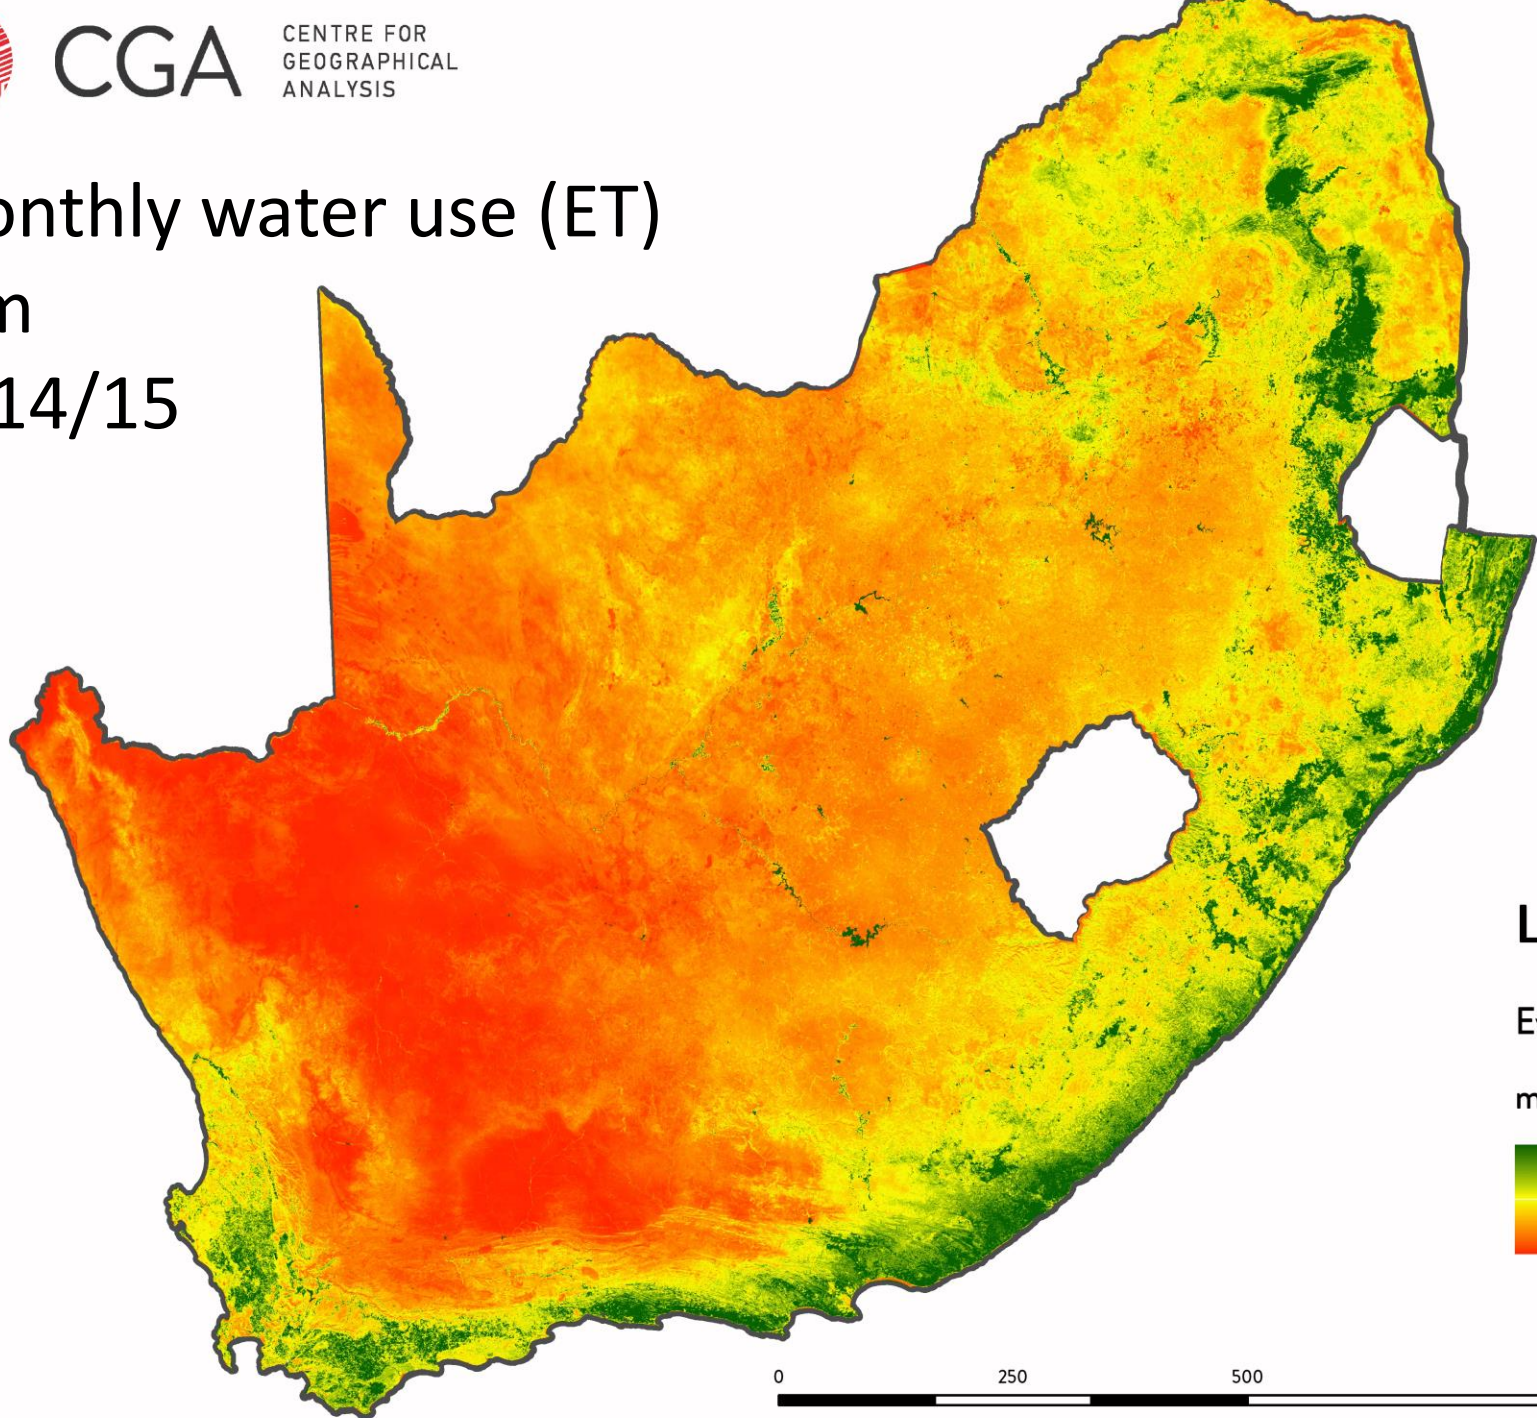 CGA
CENTRE FOR
GEOGRAPHICAL
ANALYSIS
onthly water use (ET)
m
14/15
L
E
m
0 250 500